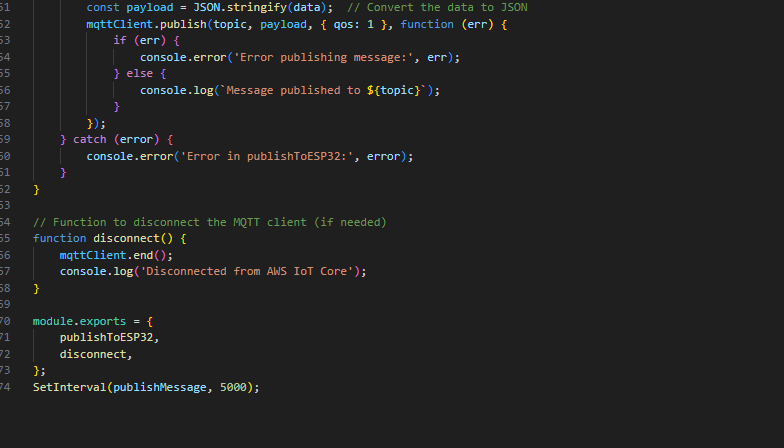 51 const payload = JSON.stringify(data);  // Convert the data to JSON
52 mqttClient.publish(topic, payload, { qos: 1 }, function (err) {
53 if (err) {
54 console.error('Error publishing message:', err);
55 } else {
56 console.log(`Message published to ${topic}`);
57 }
58 });
59 } catch (error) {
60 console.error('Error in publishToESP32:', error);
61 }
62 }
63
64 // Function to disconnect the MQTT client (if needed)
65 function disconnect() {
66 mqttClient.end();
67 console.log('Disconnected from AWS IoT Core');
68 }
69
70 module.exports = {
71 publishToESP32,
72 disconnect,
73 };
74 SetInterval(publishMessage, 5000);